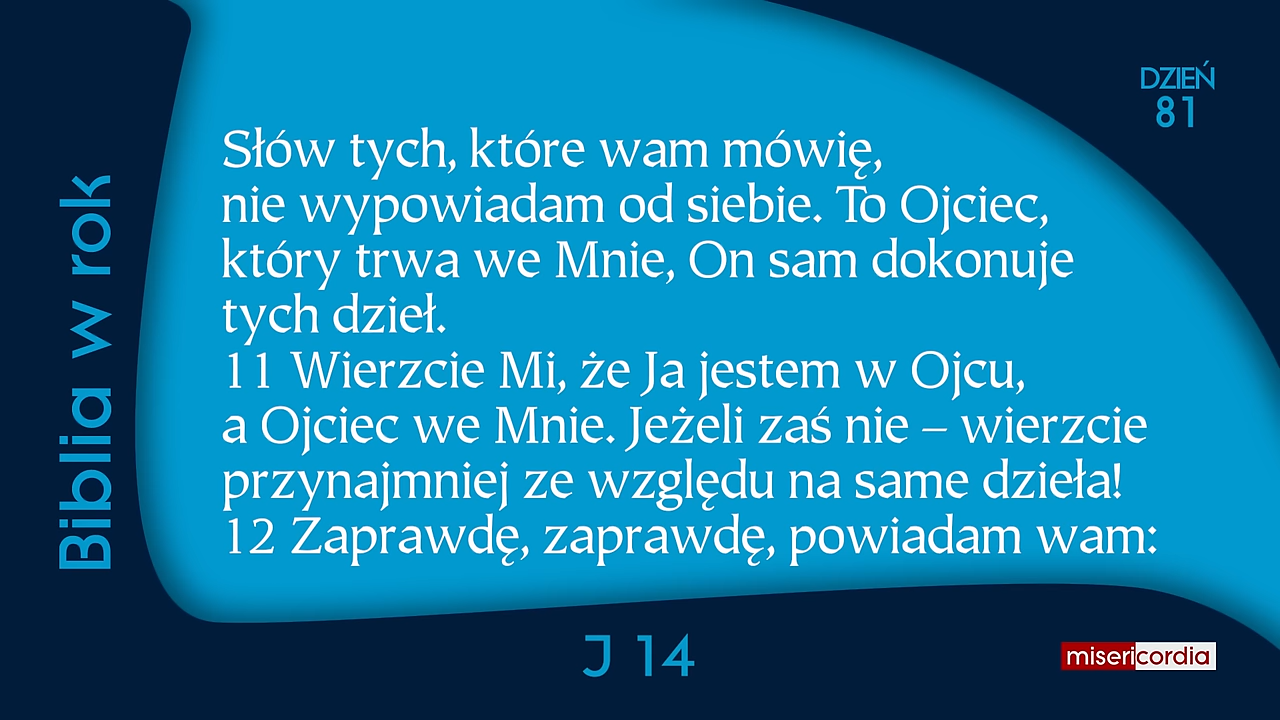 DZIEŃ
81
Biblia w rok
Słów tych, które wam mówię,
nie wypowiadam od siebie. To Ojciec,
który trwa we Mnie, On sam dokonuje
tych dzieł.
11 Wierzcie Mi, że Ja jestem w Ojcu,
a Ojciec we Mnie. Jeżeli zaś nie – wierzcie
przynajmniej ze względu na same dzieła!
12 Zaprawdę, zaprawdę, powiadam wam:
J 14
misericordia